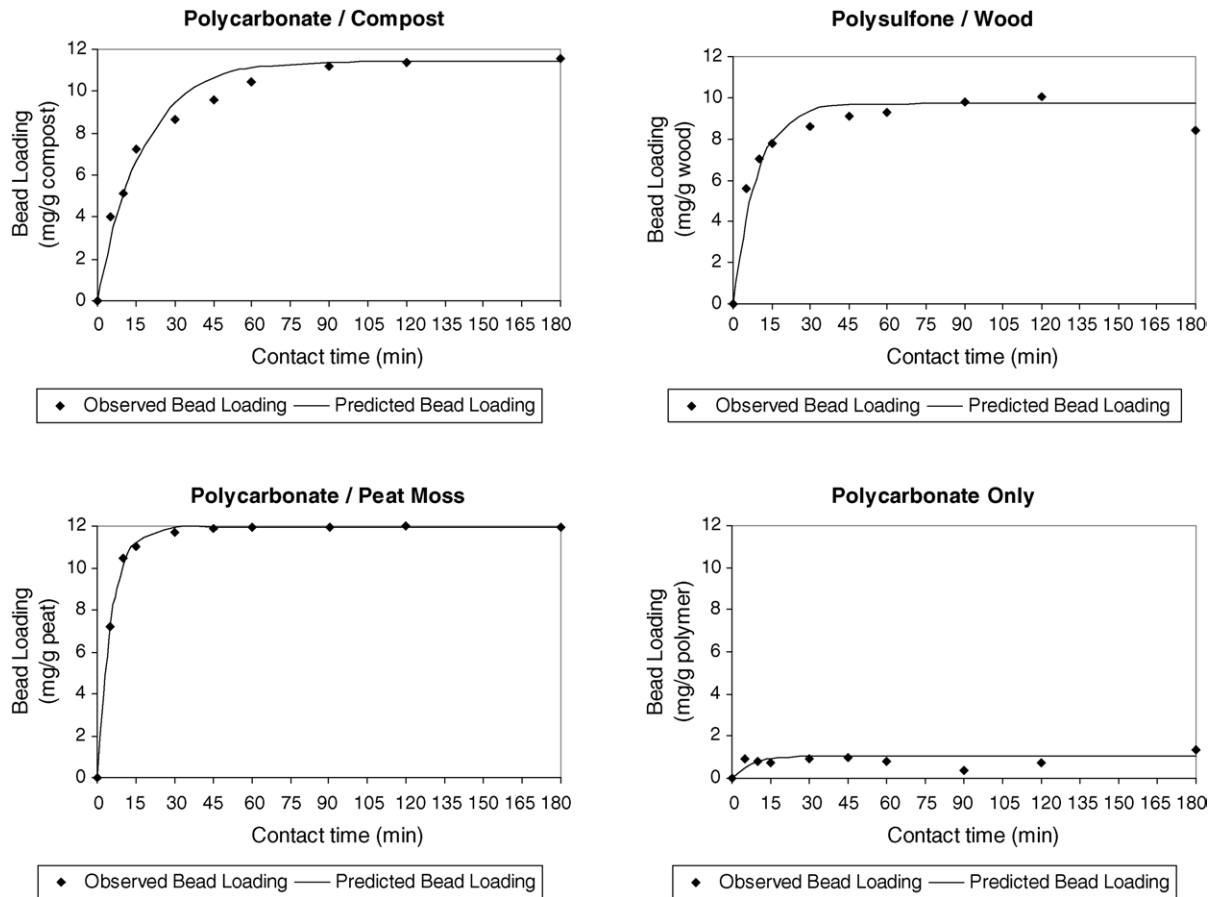 Polycarbonate / Compost
Bead Loading
(mg/g compost)
12
10
8
6
4
2
0
0 15 30 45 60 75 90 105 120 135 150 165 180
Contact time (min)
Observed Bead Loading Predicted Bead Loading
Polysulfone / Wood
Bead Loading
(mg/g wood)
12
10
8
6
4
2
0
0 15 30 45 60 75 90 105 120 135 150 165 180
Contact time (min)
Observed Bead Loading Predicted Bead Loading
Polycarbonate / Peat Moss
Bead Loading
(mg/g peat)
12
10
8
6
4
2
0
0 15 30 45 60 75 90 105 120 135 150 165 180
Contact time (min)
Observed Bead Loading Predicted Bead Loading
Polycarbonate Only
Bead Loading
(mg/g polymer)
12
10
8
6
4
2
0
0 15 30 45 60 75 90 105 120 135 150 165 180
Contact time (min)
Observed Bead Loading Predicted Bead Loading